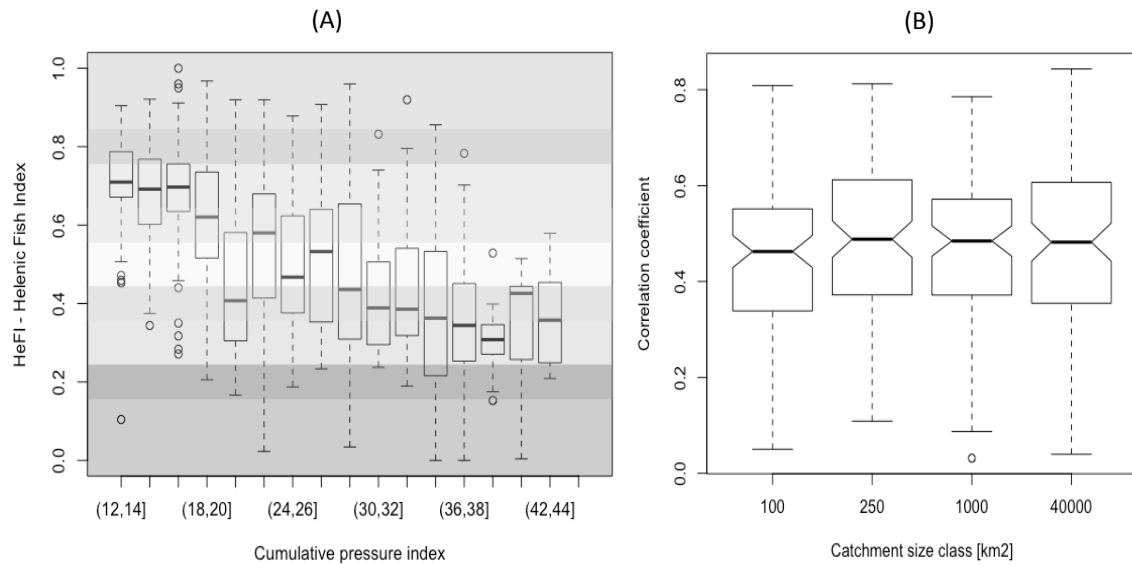 (A)
HeFI - Helenic Fish Index
1.0
0.8
0.6
0.4
0.2
0.0
(12,14] (18,20] (24,26] (30,32] (36,38] (42,44]
Cumulative pressure index
(B)
Correlation coefficient
0.8
0.6
0.4
0.2
0.0
100 250 1000 40000
Catchment size class [km2]